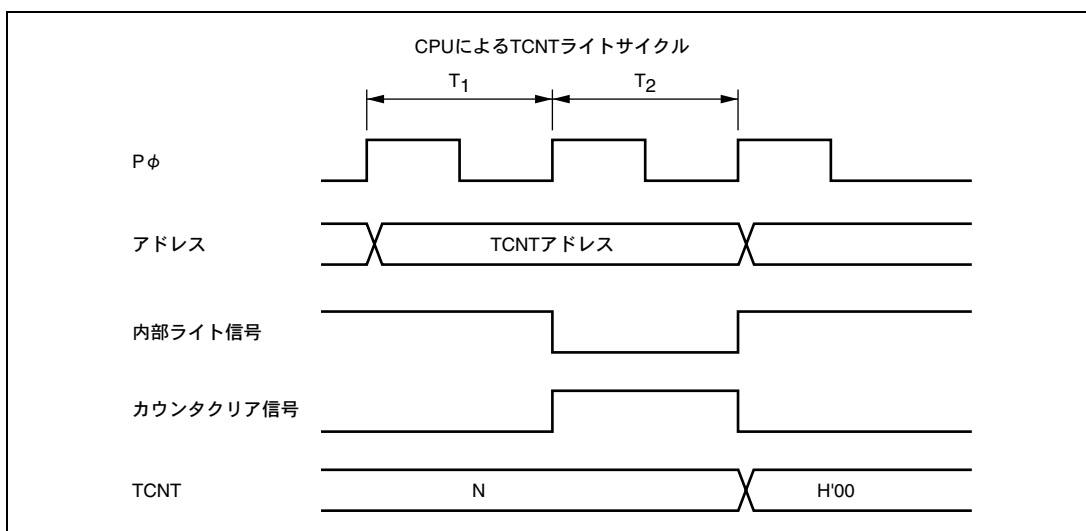 CPUによるTCNTライトサイクル
T1 T2
Pφ
アドレス TCNTアドレス
内部ライト信号
カウンタクリア信号
TCNT N H'00